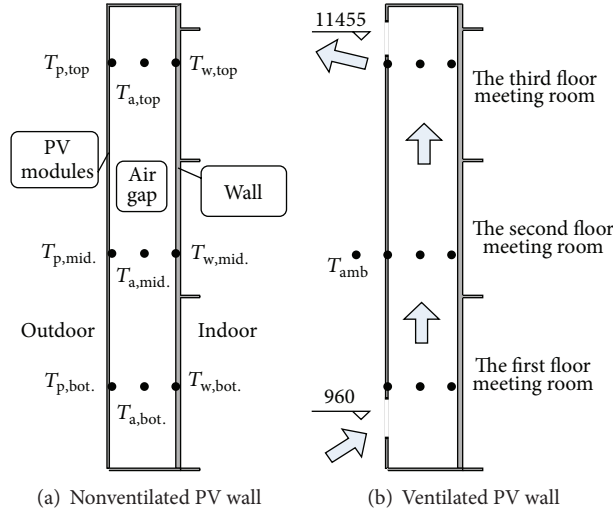 T_p,top
T_a,top
T_w,top
PV
modules
Air
gap
Wall
T_p,mid.
T_a,mid.
T_w,mid.
Outdoor
Indoor
T_p,bot.
T_a,bot.
T_w,bot.
(a) Nonventilated PV wall
11455
The third floor
meeting room
The second floor
meeting room
T_amb
The first floor
meeting room
960
(b) Ventilated PV wall